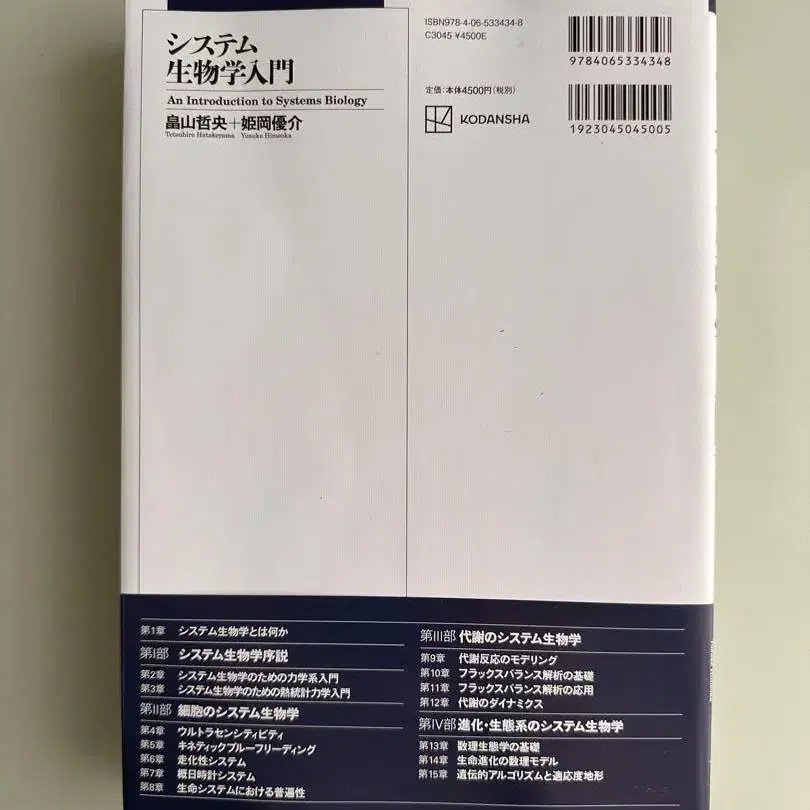 システム
生物学入門
An Introduction to Systems Biology
畠山哲央+姫岡優介
Tetsuhiro Hatakeyama Yusuke Himeoka
ISBN978-4-06-533434-8
C3045 ¥4500E
定価:本体4500円(税別)
KODANSHA
9784065334348
1923045045005
第1章 システム生物学とは何か
第I部 システム生物学序説
第2章 システム生物学のための力学系入門
第3章 システム生物学のための熱統計力学入門
第II部 細胞のシステム生物学
第4章 ウルトラセンシティビティ
第5章 キネティックプルーフリーディング
第6章 走化性システム
第7章 概日時計システム
第8章 生命システムにおける普遍性
第III部 代謝のシステム生物学
第9章 代謝反応のモデリング
第10章 フラックスバランス解析の基礎
第11章 フラックスバランス解析の応用
第12章 代謝のダイナミクス
第IV部 進化・生態系のシステム生物学
第13章 数理生態学の基礎
第14章 生命進化の数理モデル
第15章 遺伝的アルゴリズムと適応度地形